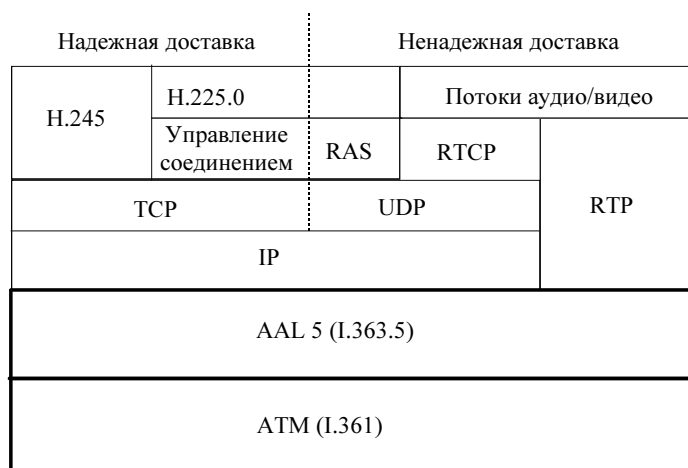 Надежная доставка
Ненадежная доставка
H.245
H.225.0
Потоки аудио/видео
Управление
соединением
RAS
RTCP
RTP
TCP
UDP
IP
AAL 5 (I.363.5)
ATM (I.361)